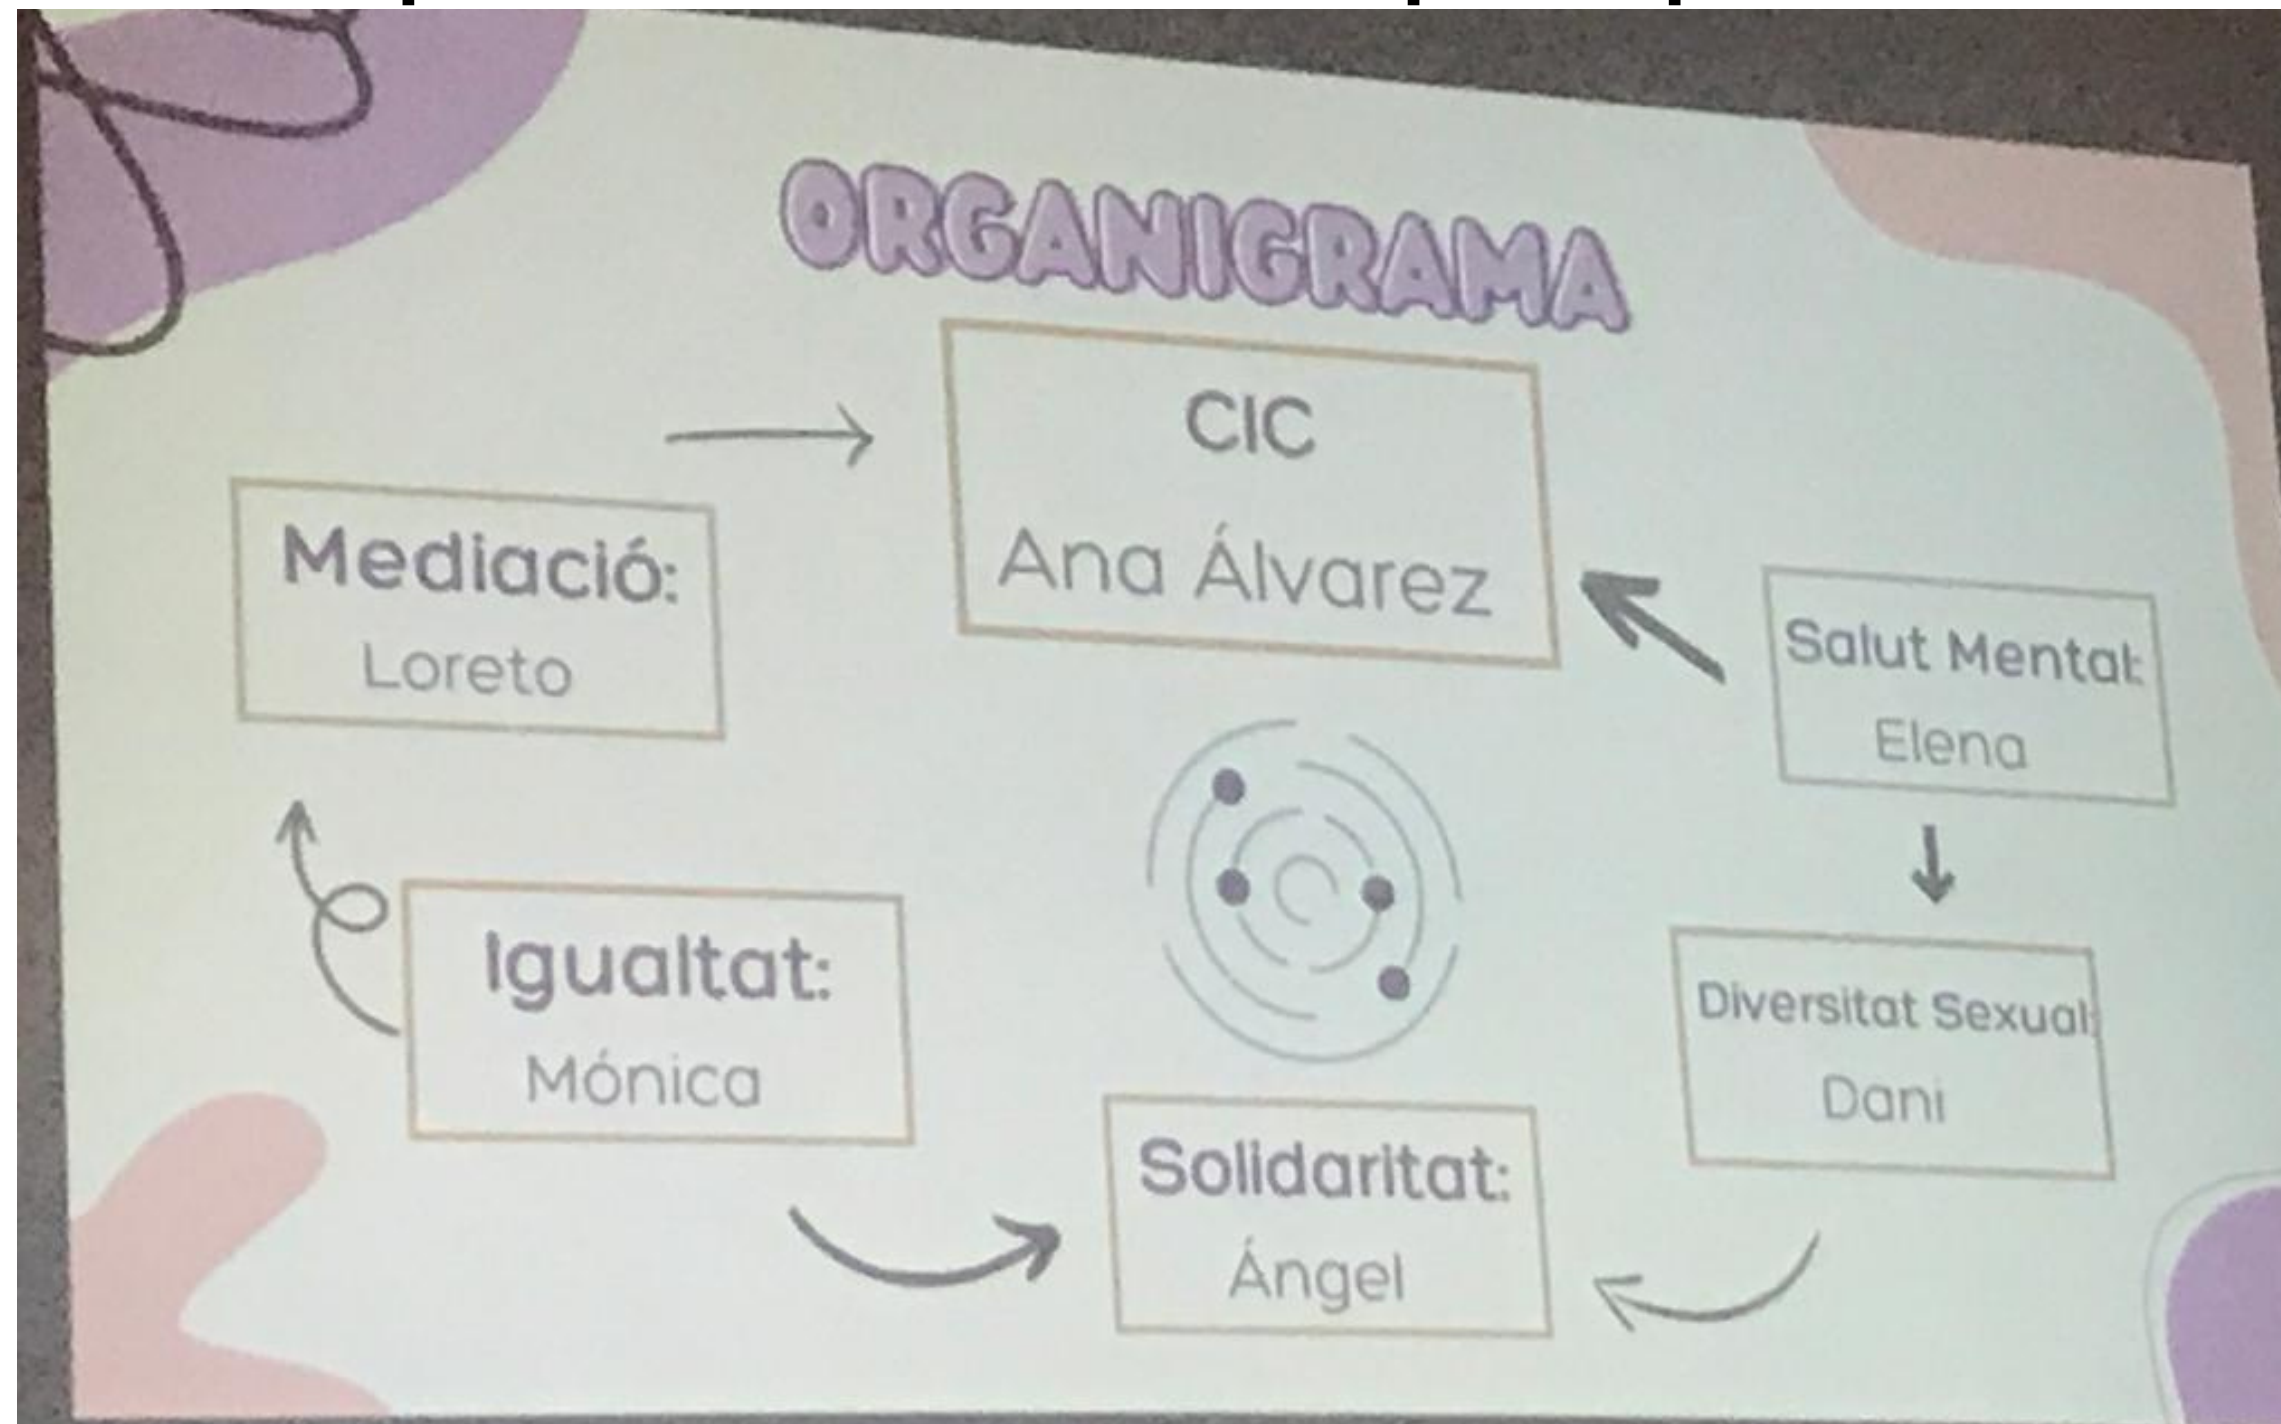 ORGANIGRAMA
CIC
Ana Álvarez
Mediació:
Loreto
Salut Mental:
Elena
Igualtat:
Mónica
Diversitat Sexual:
Dani
Solidaritat:
Ángel